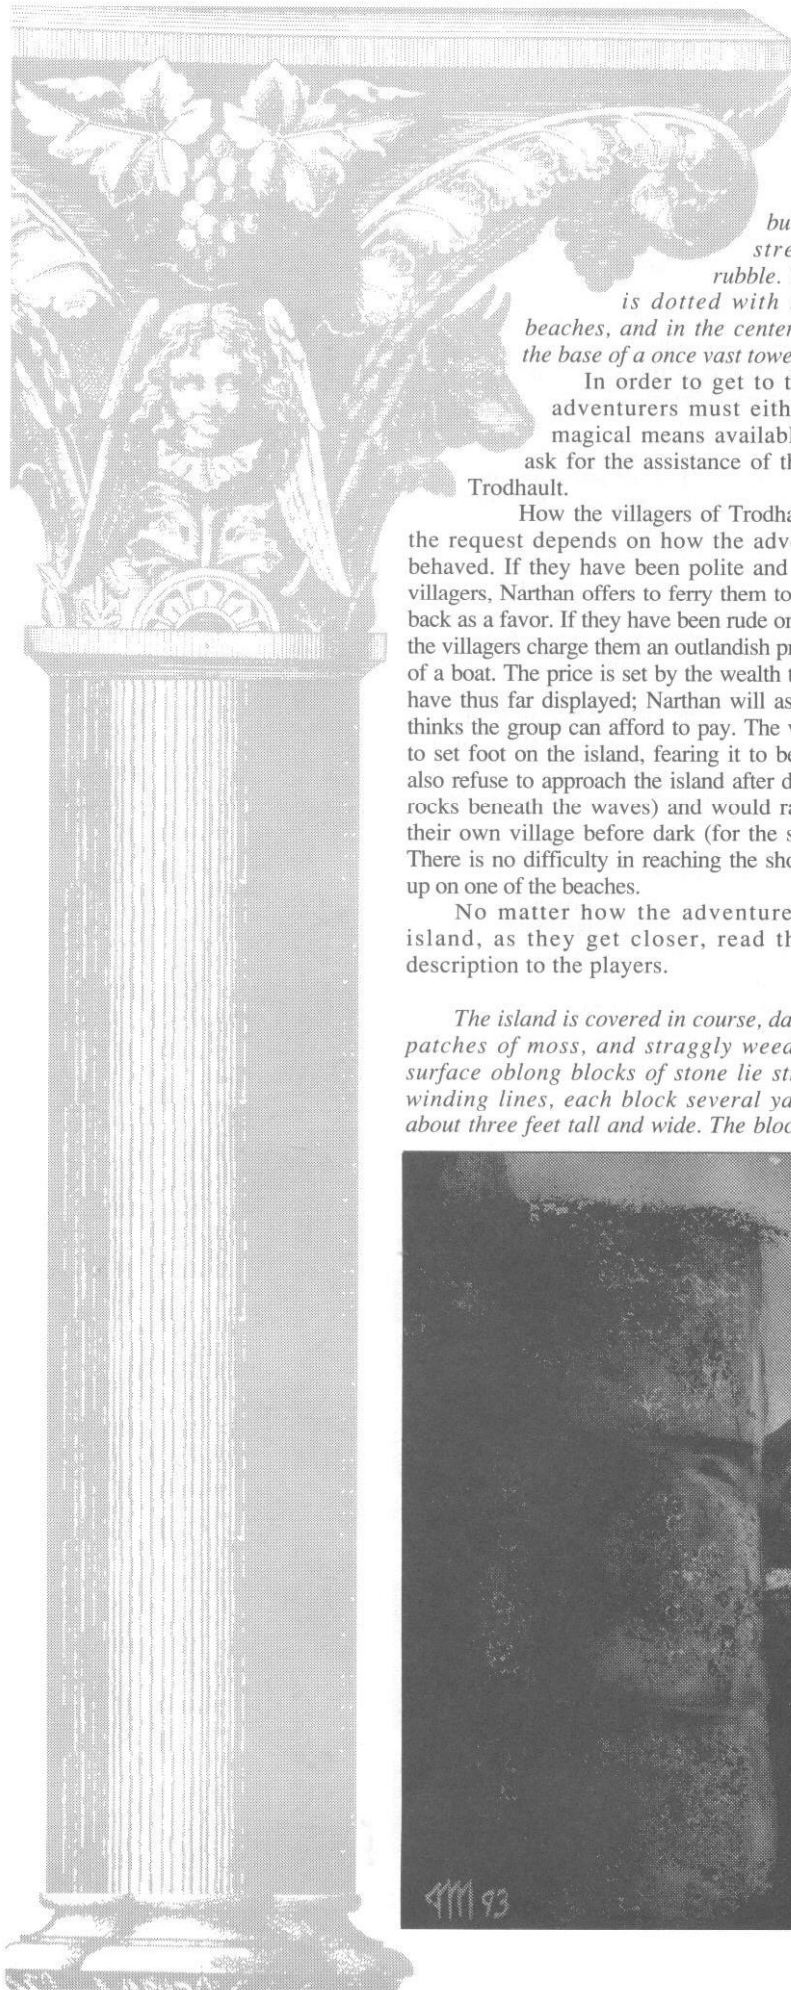 bu
stre
rubble.
is dotted with
beaches, and in the center
the base of a once vast towe
In order to get to t
adventurers must eith
magical means availabl
ask for the assistance of th
Trodhault.
How the villagers of Trodha
the request depends on how the adve
behaved. If they have been polite and
villagers, Narthan offers to ferry them to
back as a favor. If they have been rude or
the villagers charge them an outlandish pr
of a boat. The price is set by the wealth t
have thus far displayed; Narthan will as
thinks the group can afford to pay. The v
to set foot on the island, fearing it to be
also refuse to approach the island after d
rocks beneath the waves) and would ra
their own village before dark (for the s
There is no difficulty in reaching the sho
up on one of the beaches.
No matter how the adventure
island, as they get closer, read th
description to the players.
The island is covered in course, da
patches of moss, and straggly weed
surface oblong blocks of stone lie st
winding lines, each block several ya
about three feet tall and wide. The bloc
93